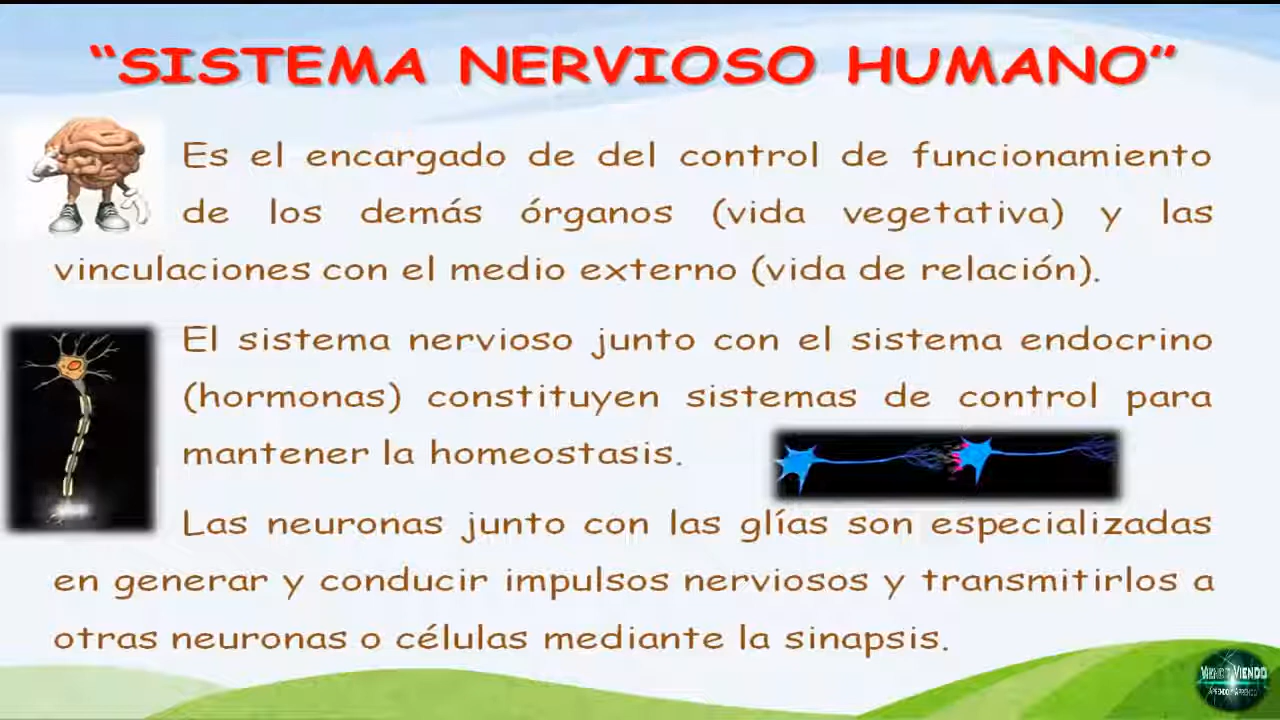 “SISTEMA NERVIOSO HUMANO”
Es el encargado de del control de funcionamiento
de los demás órganos (vida vegetativa) y las
vinculaciones con el medio externo (vida de relación).
El sistema nervioso junto con el sistema endocrino
(hormonas) constituyen sistemas de control para
mantener la homeostasis.
Las neuronas junto con las glías son especializadas
en generar y conducir impulsos nerviosos y transmitirlos a
otras neuronas o células mediante la sinapsis.
VIENDO